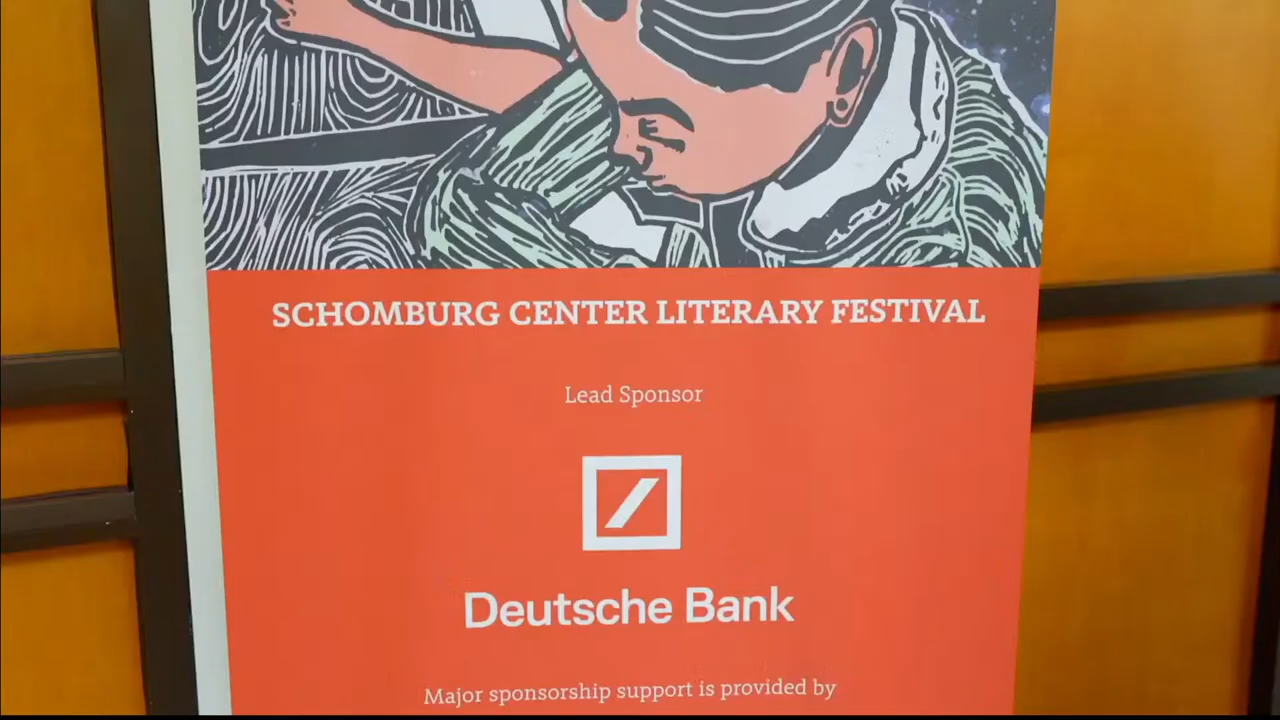 SCHOMBURG CENTER LITERARY FESTIVAL
Lead Sponsor
Deutsche Bank
Major sponsorship support is provided by